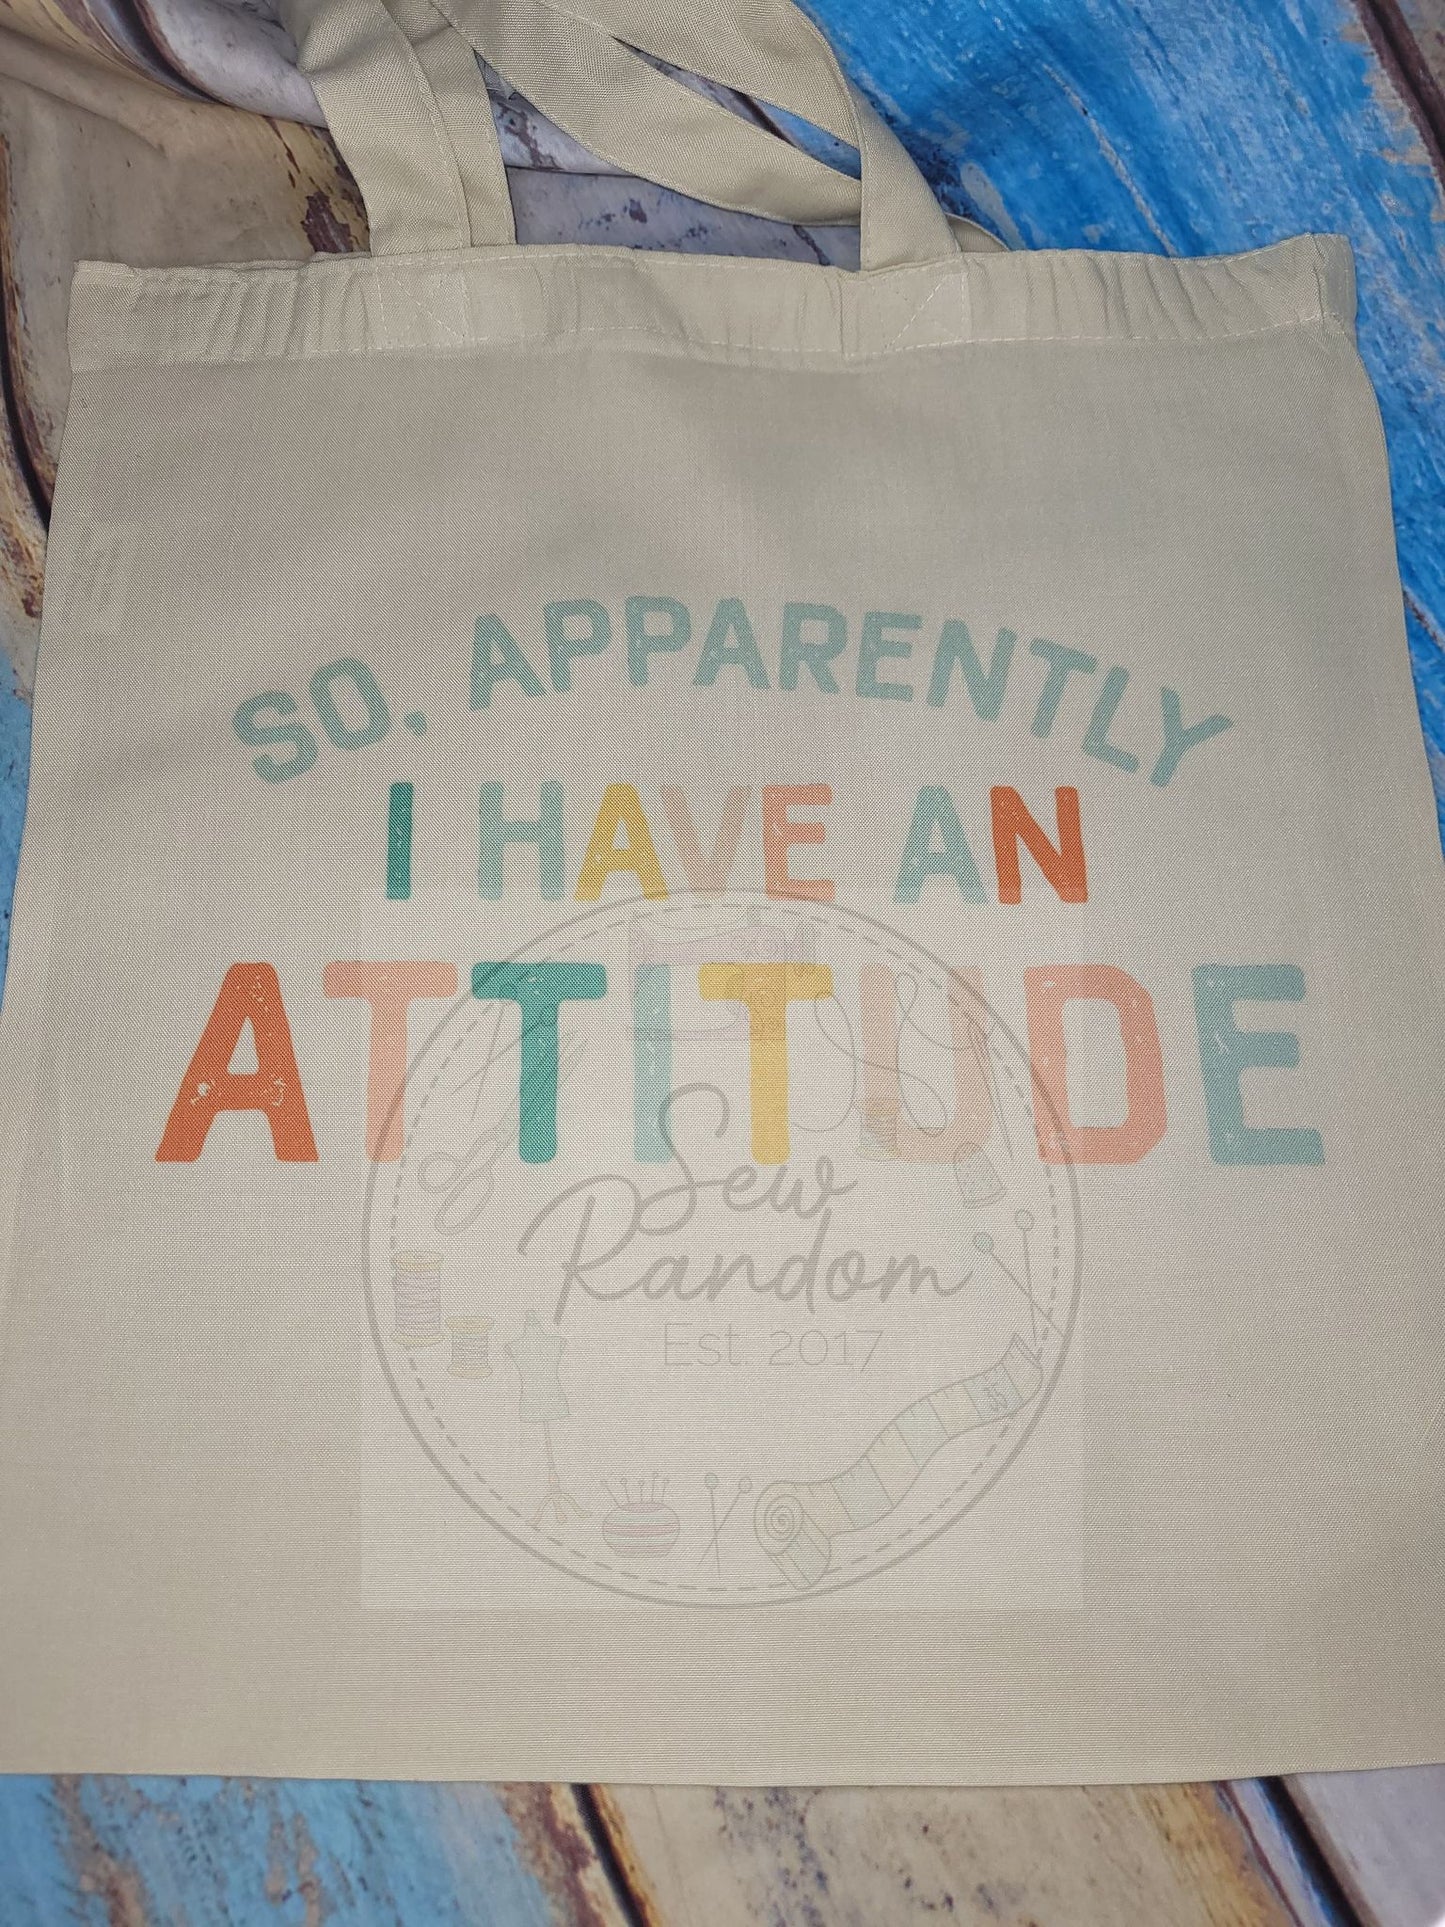 SO, APPARENTLY
I HAVE AN
ATTITUDE
Sew
Random
Est. 2017